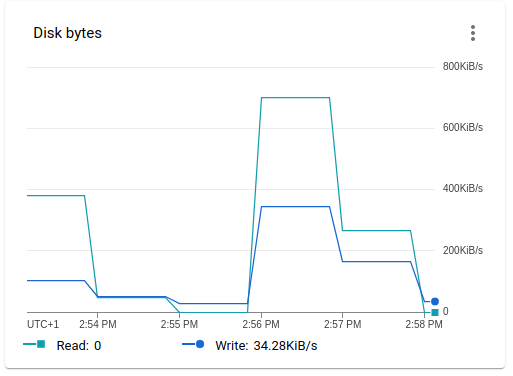 Disk bytes
800KiB/s
600KiB/s
400KiB/s
200KiB/s
0
UTC+1 2:54 PM 2:55 PM 2:56 PM 2:57 PM 2:58 PM
Read: 0 Write: 34.28KiB/s